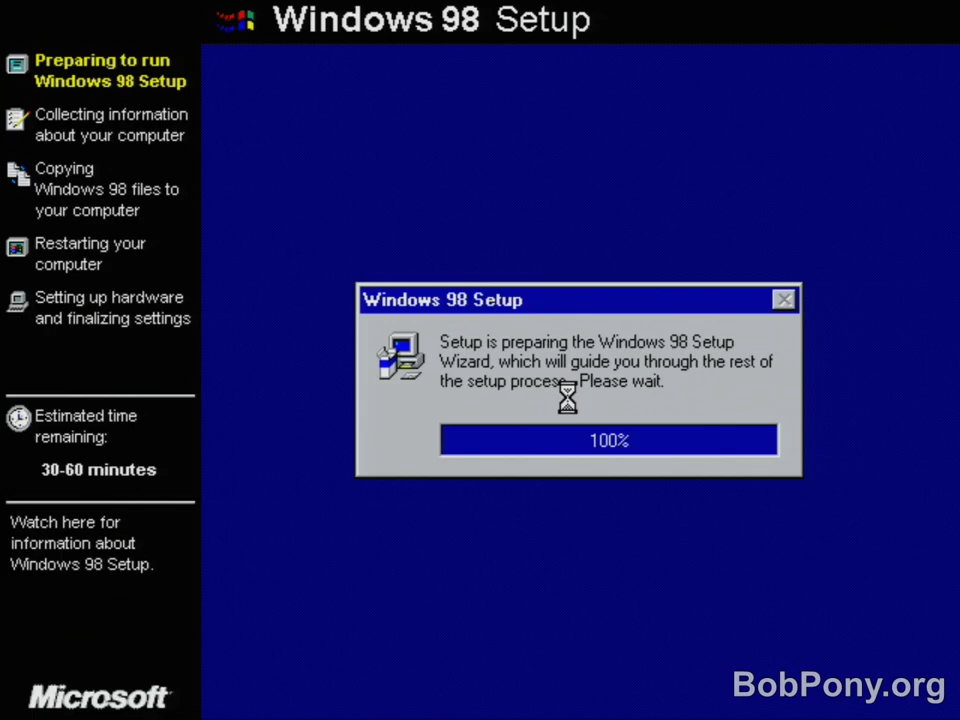 Windows 98 Setup
Preparing to run
Windows 98 Setup
Collecting information
about your computer
Copying
Windows 98 files to
your computer
Restarting your
computer
Setting up hardware
and finalizing settings
Estimated time
remaining:
30-60 minutes
Watch here for
information about
Windows 98 Setup.
Microsoft
Windows 98 Setup
Setup is preparing the Windows 98 Setup
Wizard, which will guide you through the rest of
the setup process. Please wait.
100%
BobPony.org